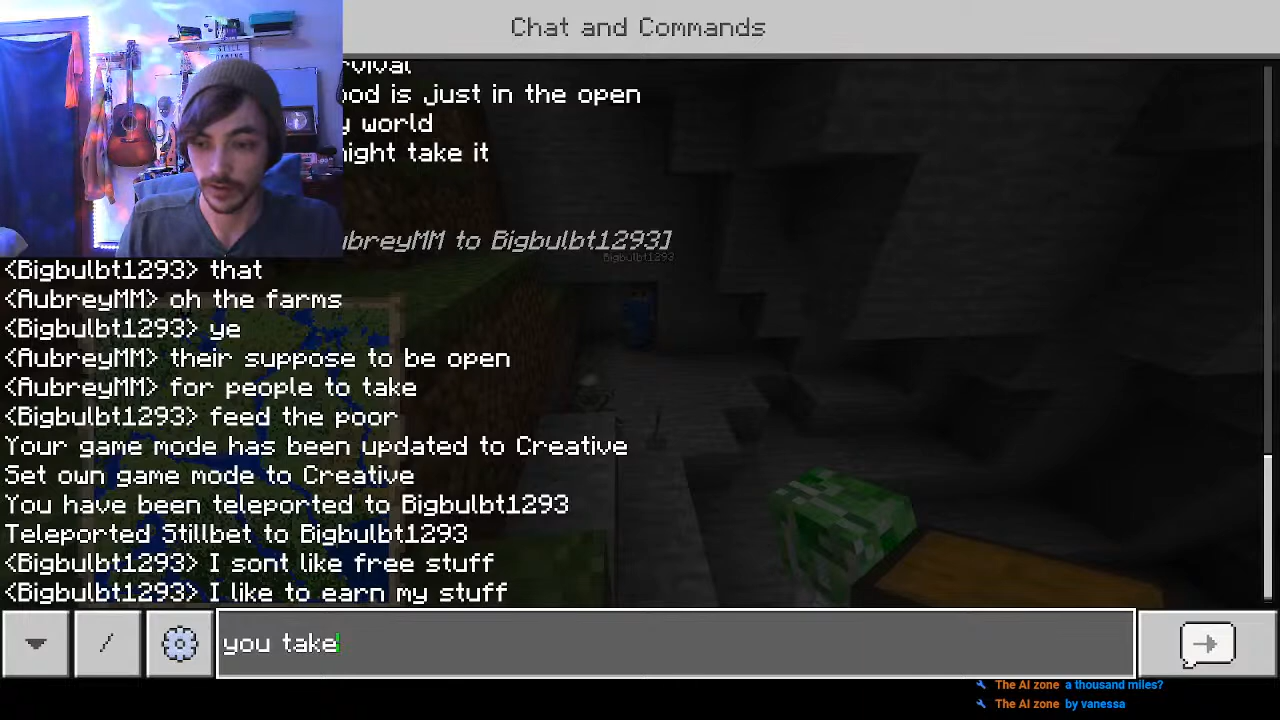 Chat and Commands
ood is just in the open
world
ight take it
ubreyMM to Bigbulbt1293]
Bigbulbt1293
<Bigbulbt1293> that
<AubreyMM> oh the farms
<Bigbulbt1293> ye
<AubreyMM> their suppose to be open
<AubreyMM> for people to take
<Bigbulbt1293> feed the poor
Your game mode has been updated to Creative
Set own game mode to Creative
You have been teleported to Bigbulbt1293
Teleported Stillbet to Bigbulbt1293
<Bigbulbt1293> I sont like free stuff
<Bigbulbt1293> I like to earn my stuff
/ you take
The AI zone a thousand miles?
The AI zone by vanessa